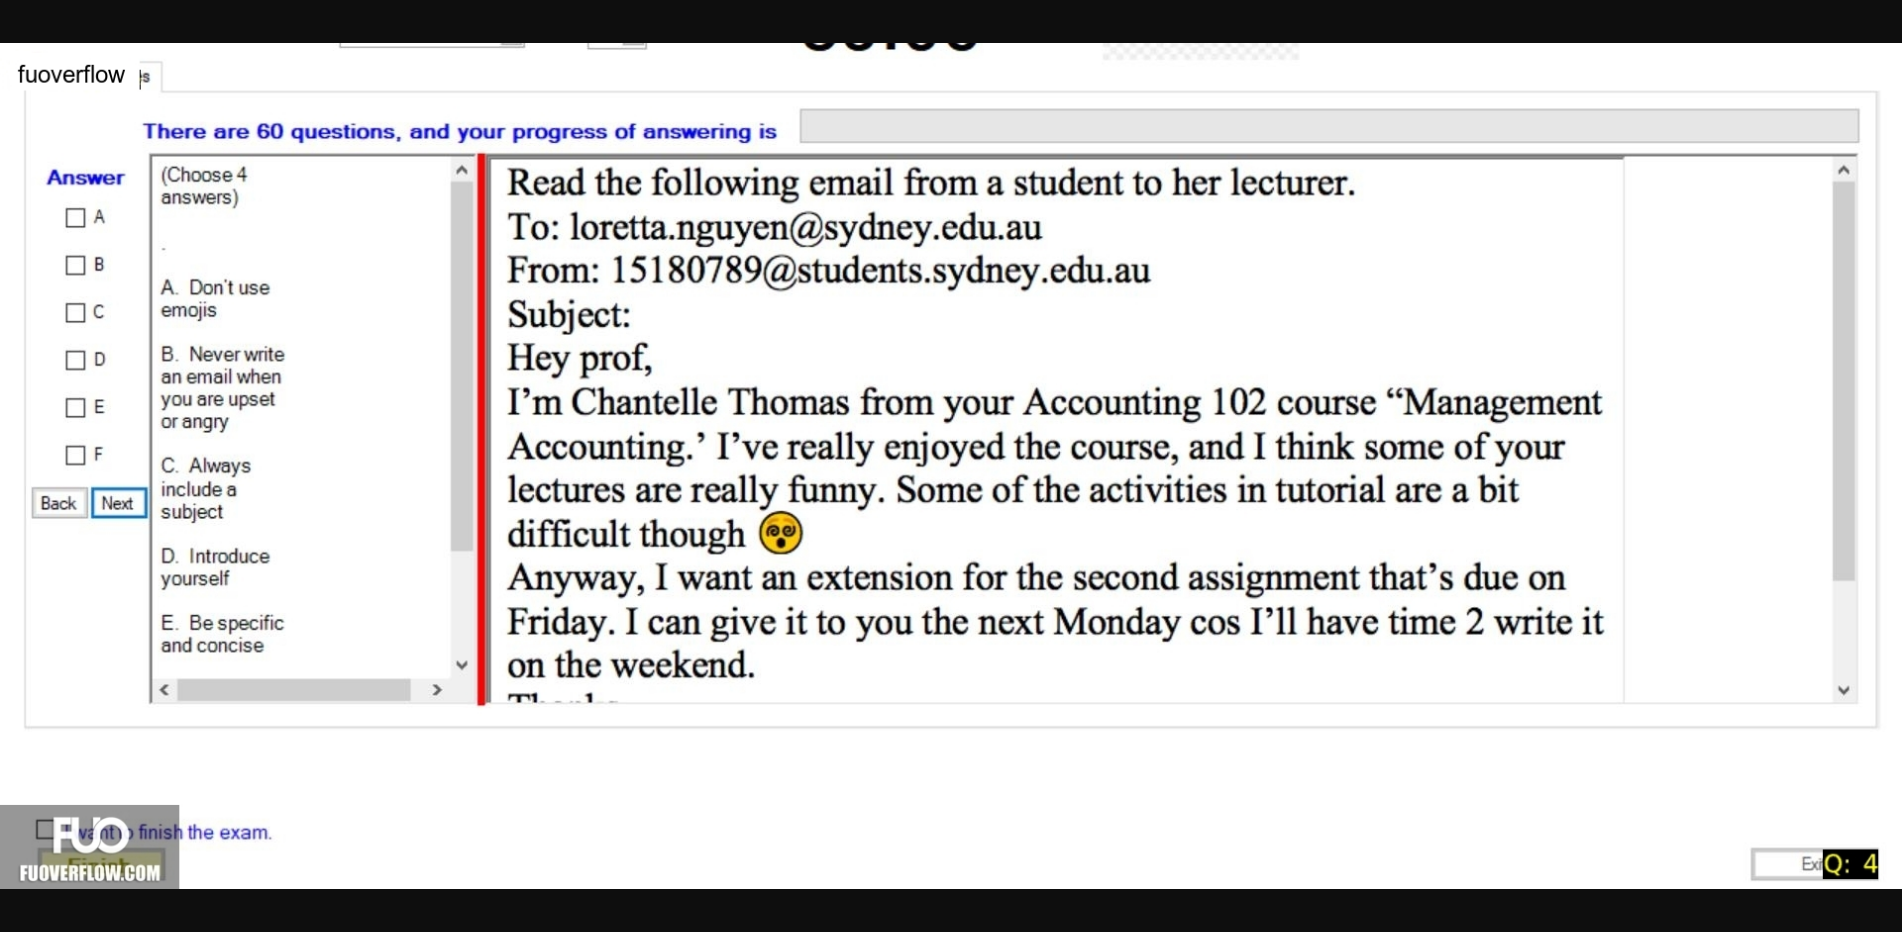 fuoverflow
There are 60 questions, and your progress of answering is
Answer
A
B
C
D
E
F
Back Next
(Choose 4
answers)
.
A. Don't use
emojis
B. Never write
an email when
you are upset
or angry
C. Always
include a
subject
D. Introduce
yourself
E. Be specific
and concise
Read the following email from a student to her lecturer.
To: loretta.nguyen@sydney.edu.au
From: 15180789@students.sydney.edu.au
Subject:
Hey prof,
I’m Chantelle Thomas from your Accounting 102 course “Management
Accounting.’ I’ve really enjoyed the course, and I think some of your
lectures are really funny. Some of the activities in tutorial are a bit
difficult though
Anyway, I want an extension for the second assignment that’s due on
Friday. I can give it to you the next Monday cos I’ll have time 2 write it
on the weekend.
want to finish the exam.
FUO
FUOVERFLOW.COM
Q: 4